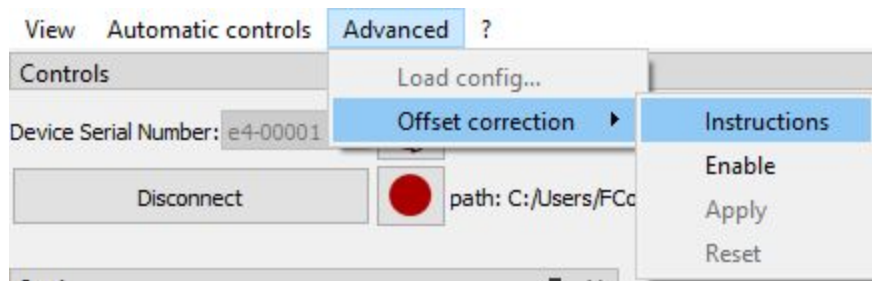 View Automatic controls Advanced ?
Controls
Load config...
Device Serial Number: e4-00001
Offset correction
Instructions
Enable
Disconnect
path: C:/Users/FCo
Apply
Reset